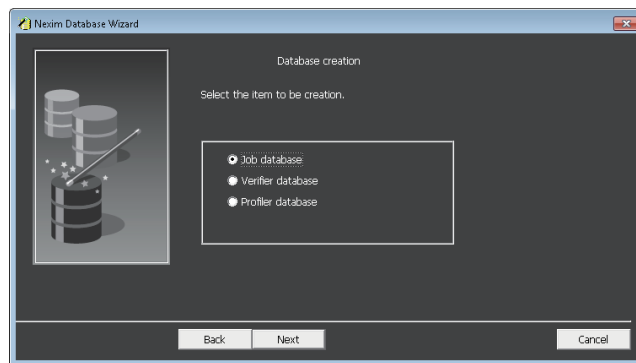 Nexim Database Wizard
Database creation
Select the item to be creation.
Job database
Verifier database
Profiler database
Back Next Cancel